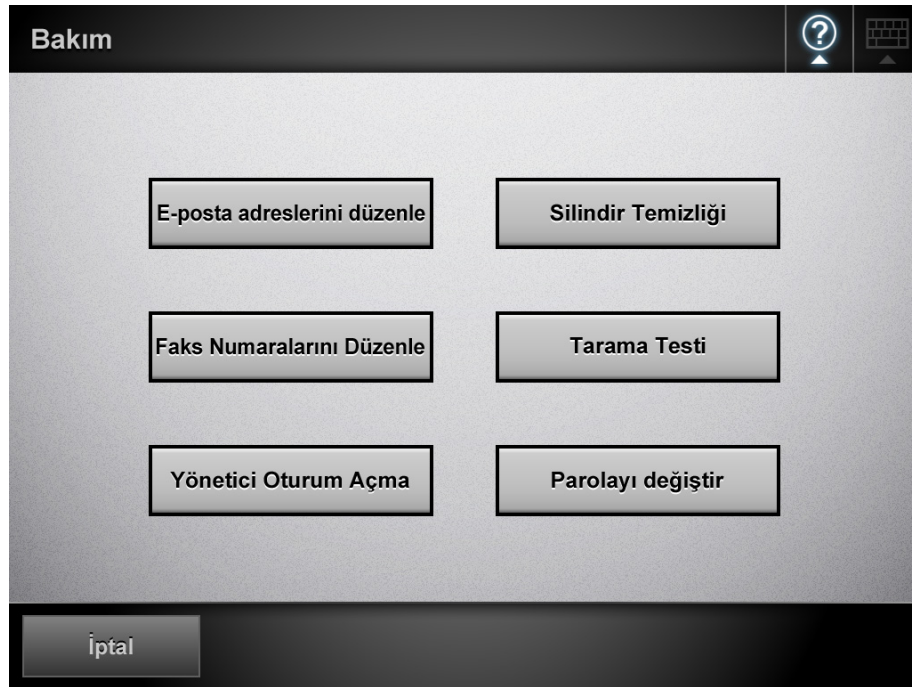 Bakım
?
E-posta adreslerini düzenle
Silindir Temizliği
Faks Numaralarını Düzenle
Tarama Testi
Yönetici Oturum Açma
Parolayı değiştir
İptal